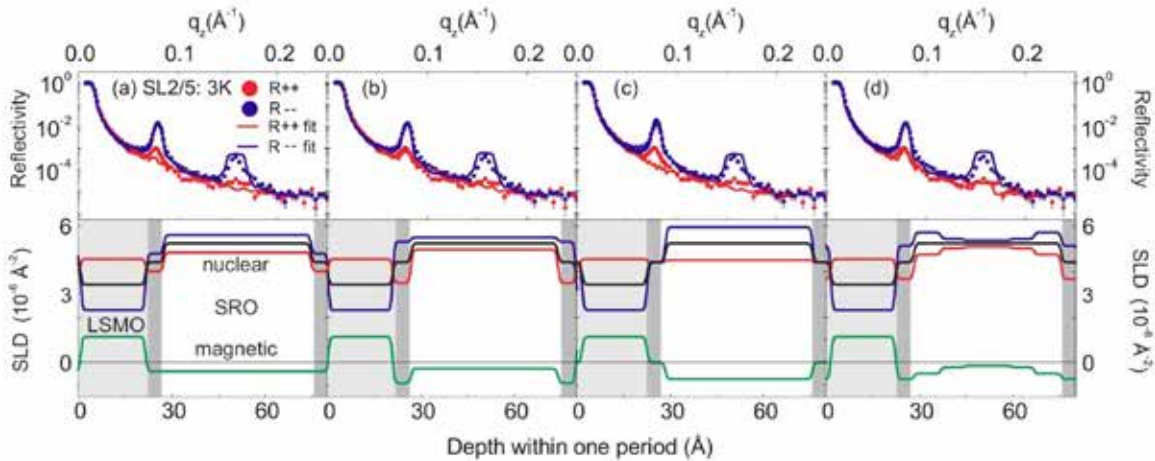 q_z(Å⁻¹) q_z(Å⁻¹) q_z(Å⁻¹) q_z(Å⁻¹)
0.0 0.1 0.2 0.0 0.1 0.2 0.0 0.1 0.2 0.0 0.1 0.2
Reflectivity
10⁰
10⁻²
10⁻⁴
(a) SL2/5: 3K
R++
R--
R++ fit
R-- fit
(b)
(c)
(d)
10⁰
10⁻²
10⁻⁴
Reflectivity
SLD (10⁻⁶ Å⁻²)
6
3
0
nuclear
SRO
LSMO
magnetic
6
3
0
SLD (10⁻⁶ Å⁻²)
0 30 60 0 30 60 0 30 60 0 30 60
Depth within one period (Å)